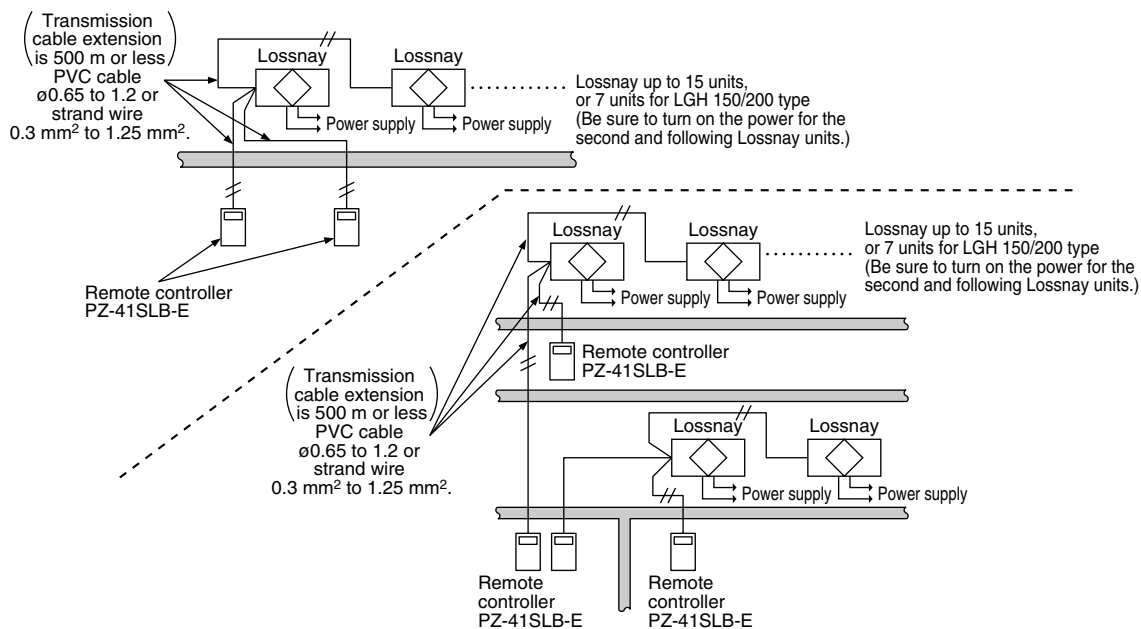 Transmission
cable extension
is 500 m or less
PVC cable
ø0.65 to 1.2 or
strand wire
0.3 mm² to 1.25 mm².
Lossnay
Lossnay
Power supply
Power supply
Lossnay up to 15 units,
or 7 units for LGH 150/200 type
(Be sure to turn on the power for the
second and following Lossnay units.)
Remote controller
PZ-41SLB-E
Lossnay
Lossnay
Power supply
Power supply
Lossnay up to 15 units,
or 7 units for LGH 150/200 type
(Be sure to turn on the power for the
second and following Lossnay units.)
Remote controller
PZ-41SLB-E
Transmission
cable extension
is 500 m or less
PVC cable
ø0.65 to 1.2 or
strand wire
0.3 mm² to 1.25 mm².
Lossnay
Lossnay
Power supply
Power supply
Remote
controller
PZ-41SLB-E
Remote
controller
PZ-41SLB-E